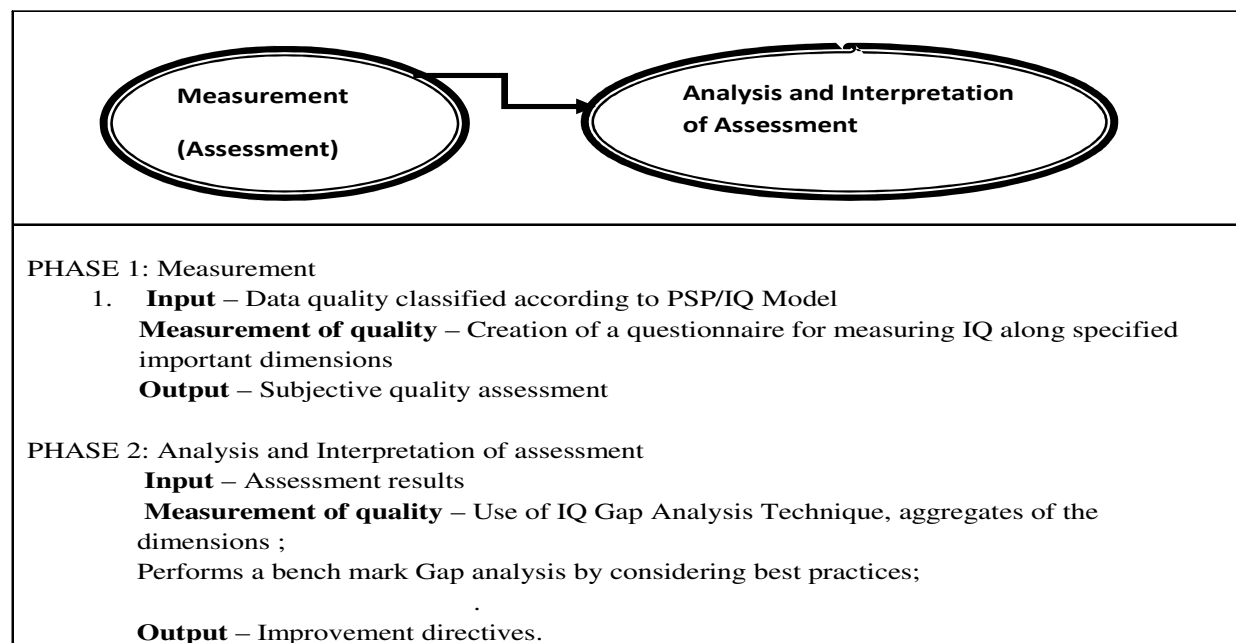 Measurement
(Assessment)
Analysis and Interpretation
of Assessment
PHASE 1: Measurement
1. Input – Data quality classified according to PSP/IQ Model
Measurement of quality – Creation of a questionnaire for measuring IQ along specified
important dimensions
Output – Subjective quality assessment
PHASE 2: Analysis and Interpretation of assessment
Input – Assessment results
Measurement of quality – Use of IQ Gap Analysis Technique, aggregates of the
dimensions ;
Performs a bench mark Gap analysis by considering best practices;
.
Output – Improvement directives.